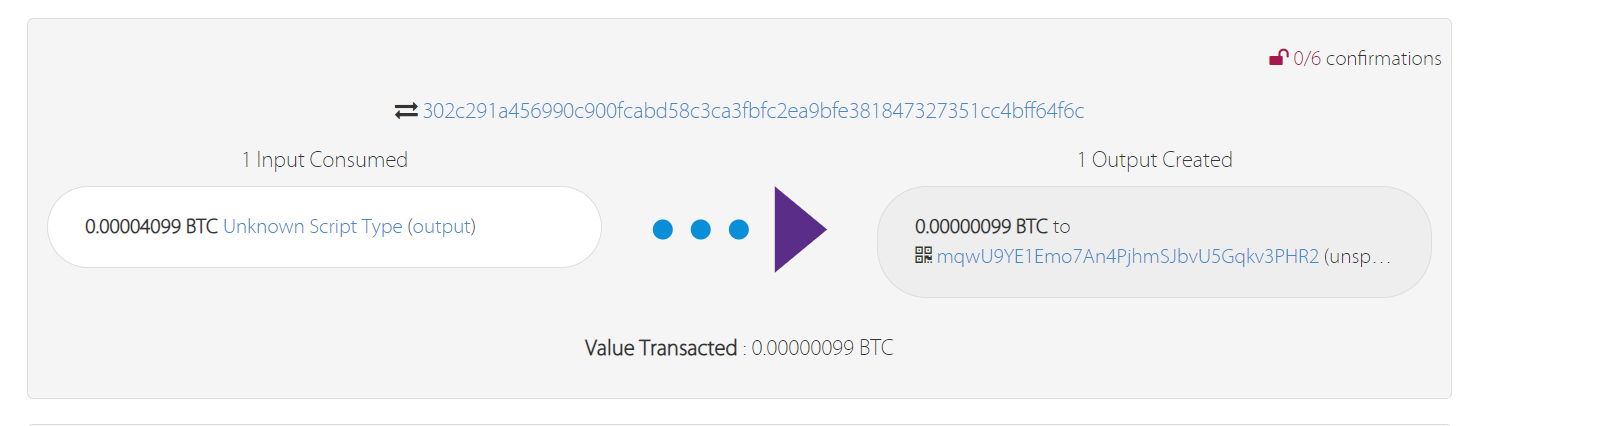 0/6 confirmations
302c291a456990c900fcabd58c3ca3fbfc2ea9bfe381847327351cc4bff64f6c
1 Input Consumed
1 Output Created
0.00004099 BTC Unknown Script Type (output)
0.00000099 BTC to
mqwU9YE1Emo7An4PjhmSJbvU5Gqkv3PHR2 (unsp...
Value Transacted : 0.00000099 BTC